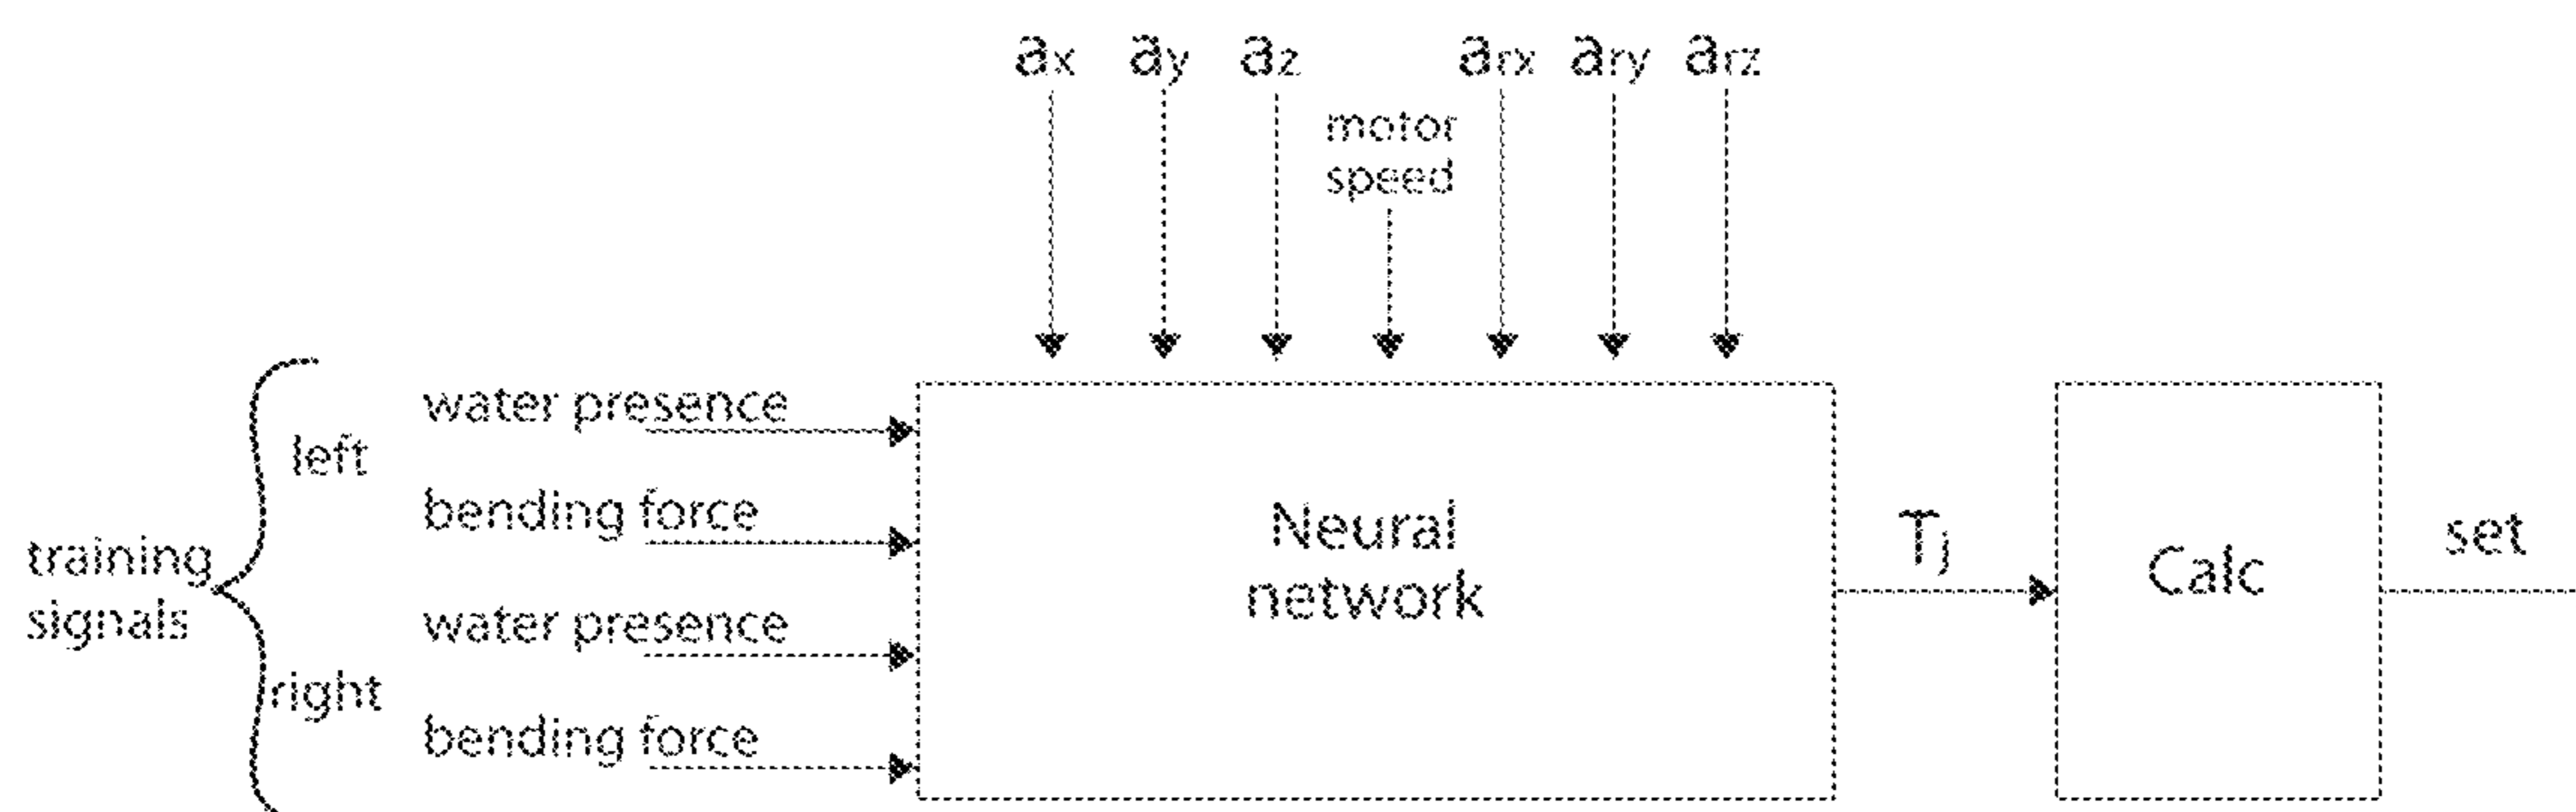 ax ay az arx ary arz
motor
speed
water presence
left
bending force
training
signals
water presence
right
bending force
Neural
network
Tj
Calc
set